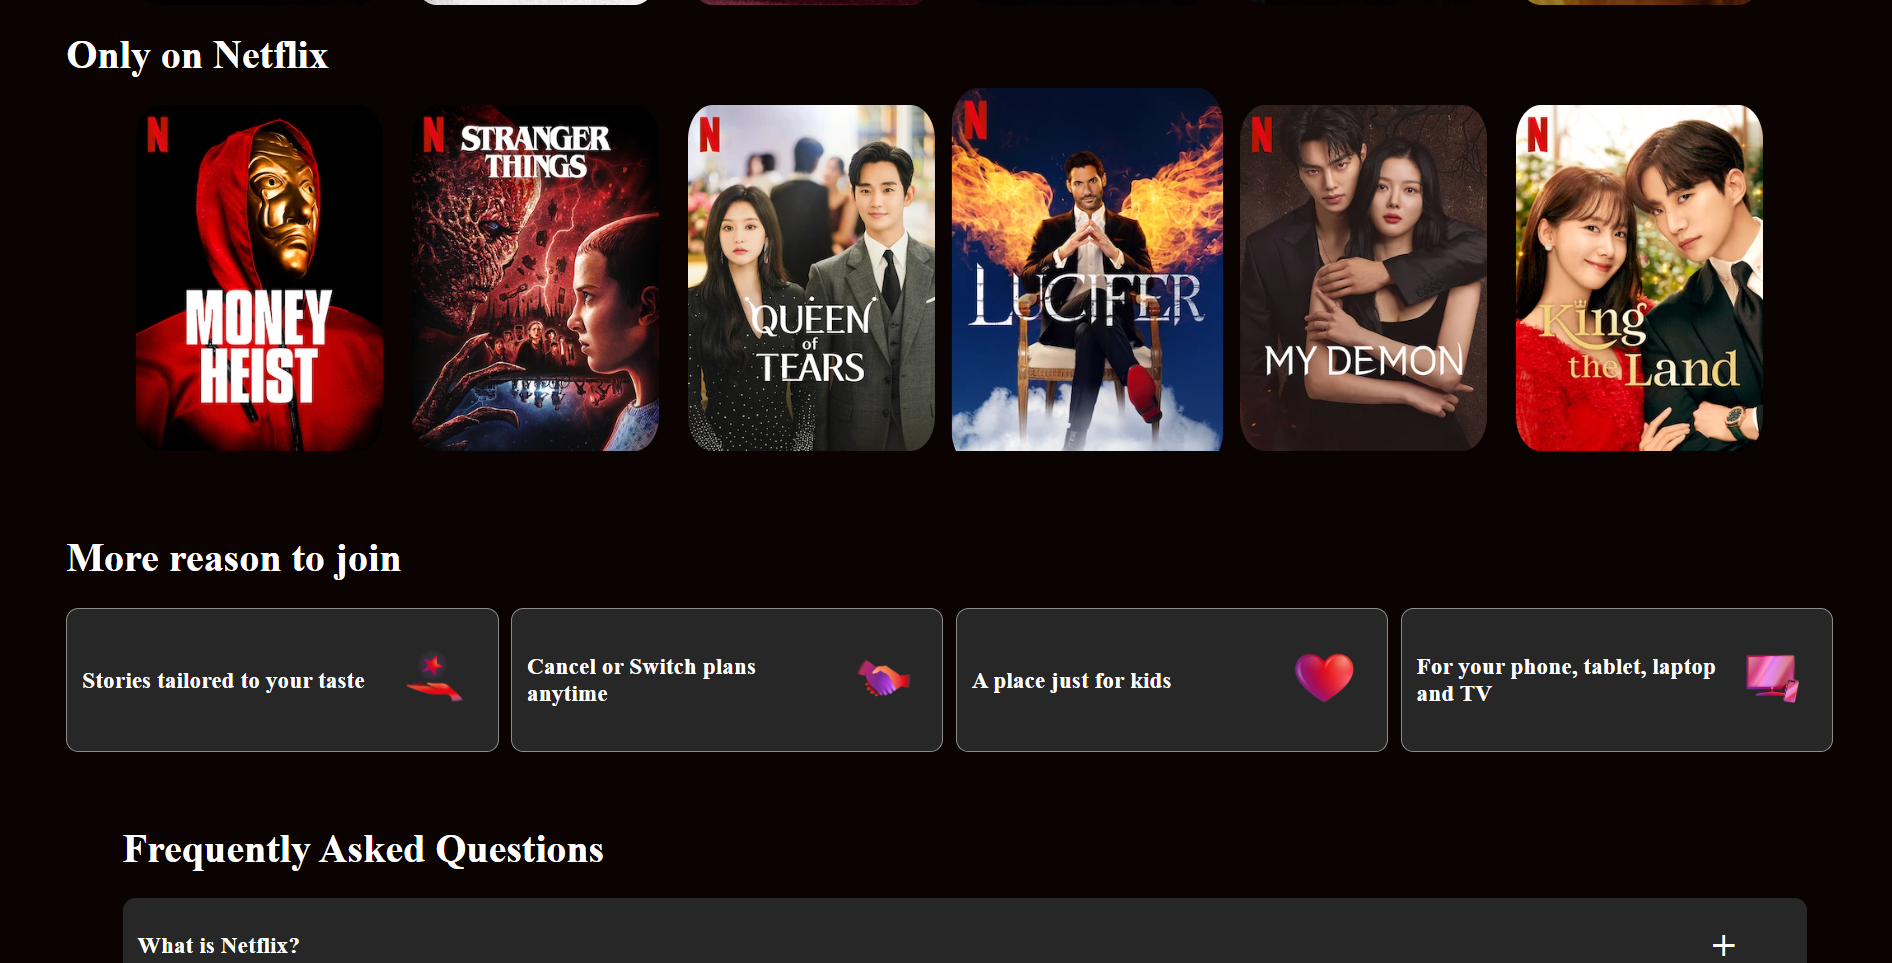 Only on Netflix
N
MONEY
HEIST
N
STRANGER
THINGS
N
QUEEN
of
TEARS
N
LUCIFER
N
MY DEMON
N
King
the Land
More reason to join
Stories tailored to your taste
Cancel or Switch plans
anytime
A place just for kids
For your phone, tablet, laptop
and TV
Frequently Asked Questions
What is Netflix?